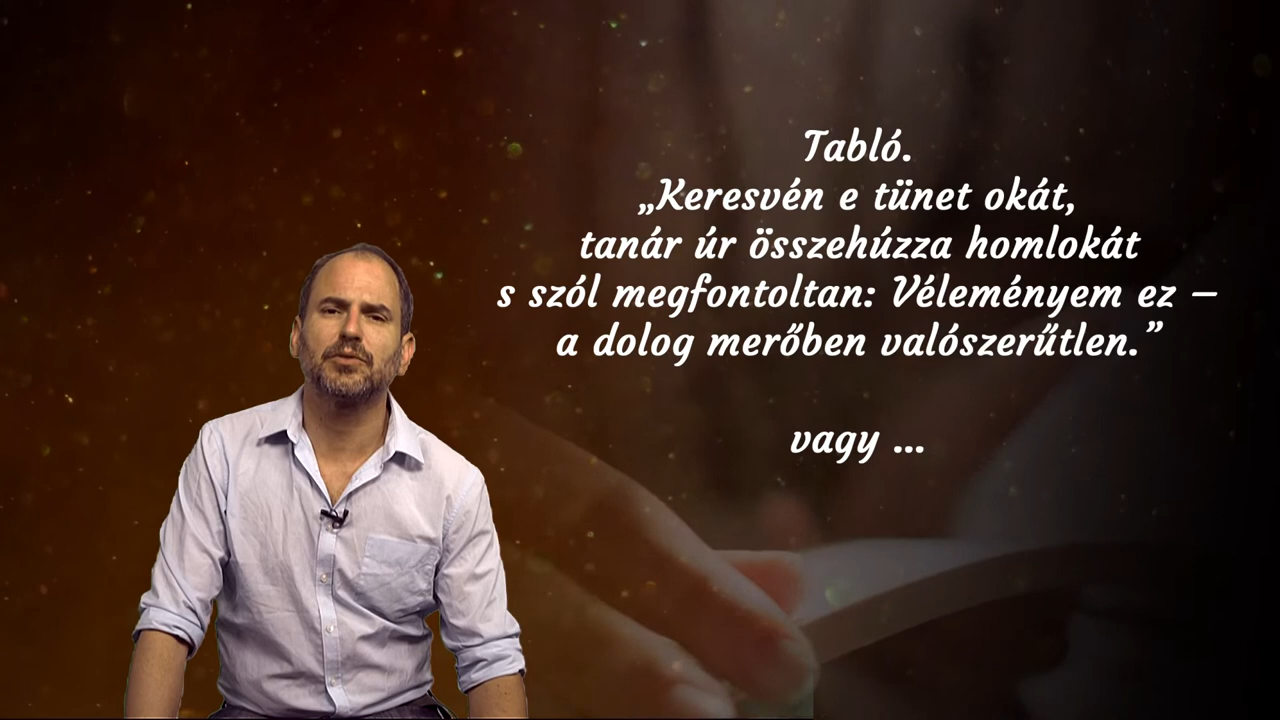 Tabló.
„Keresvén e tünet okát,
tanár úr összehúzza homlokát
s szól megfontoltan: Véleményem ez –
a dolog merőben valószerűtlen.”
vagy ...